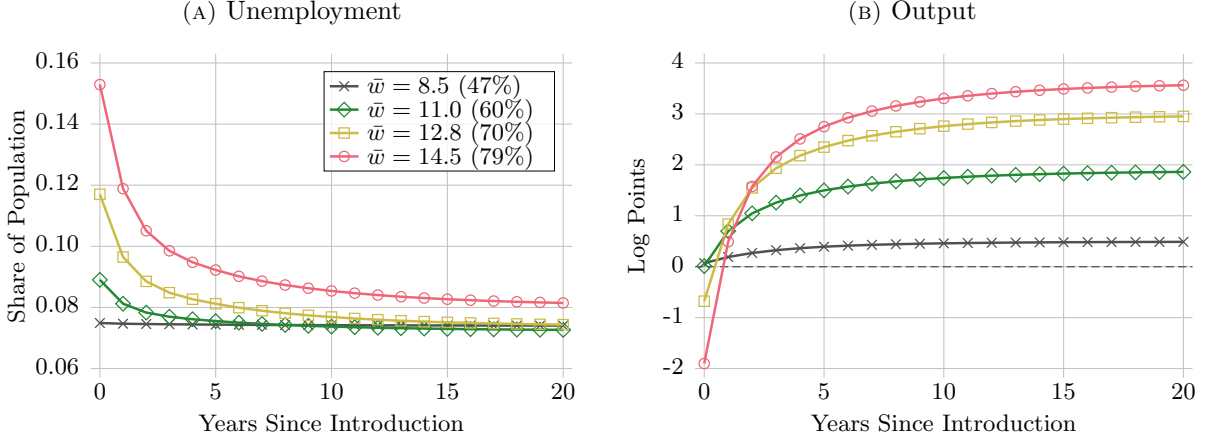 (A) Unemployment
0.16
0.14
0.12
0.10
0.08
0.06
Share of Population
0
5
10
15
20
Years Since Introduction
w̄ = 8.5 (47%)
w̄ = 11.0 (60%)
w̄ = 12.8 (70%)
w̄ = 14.5 (79%)
(B) Output
4
3
2
1
0
-1
-2
Log Points
0
5
10
15
20
Years Since Introduction